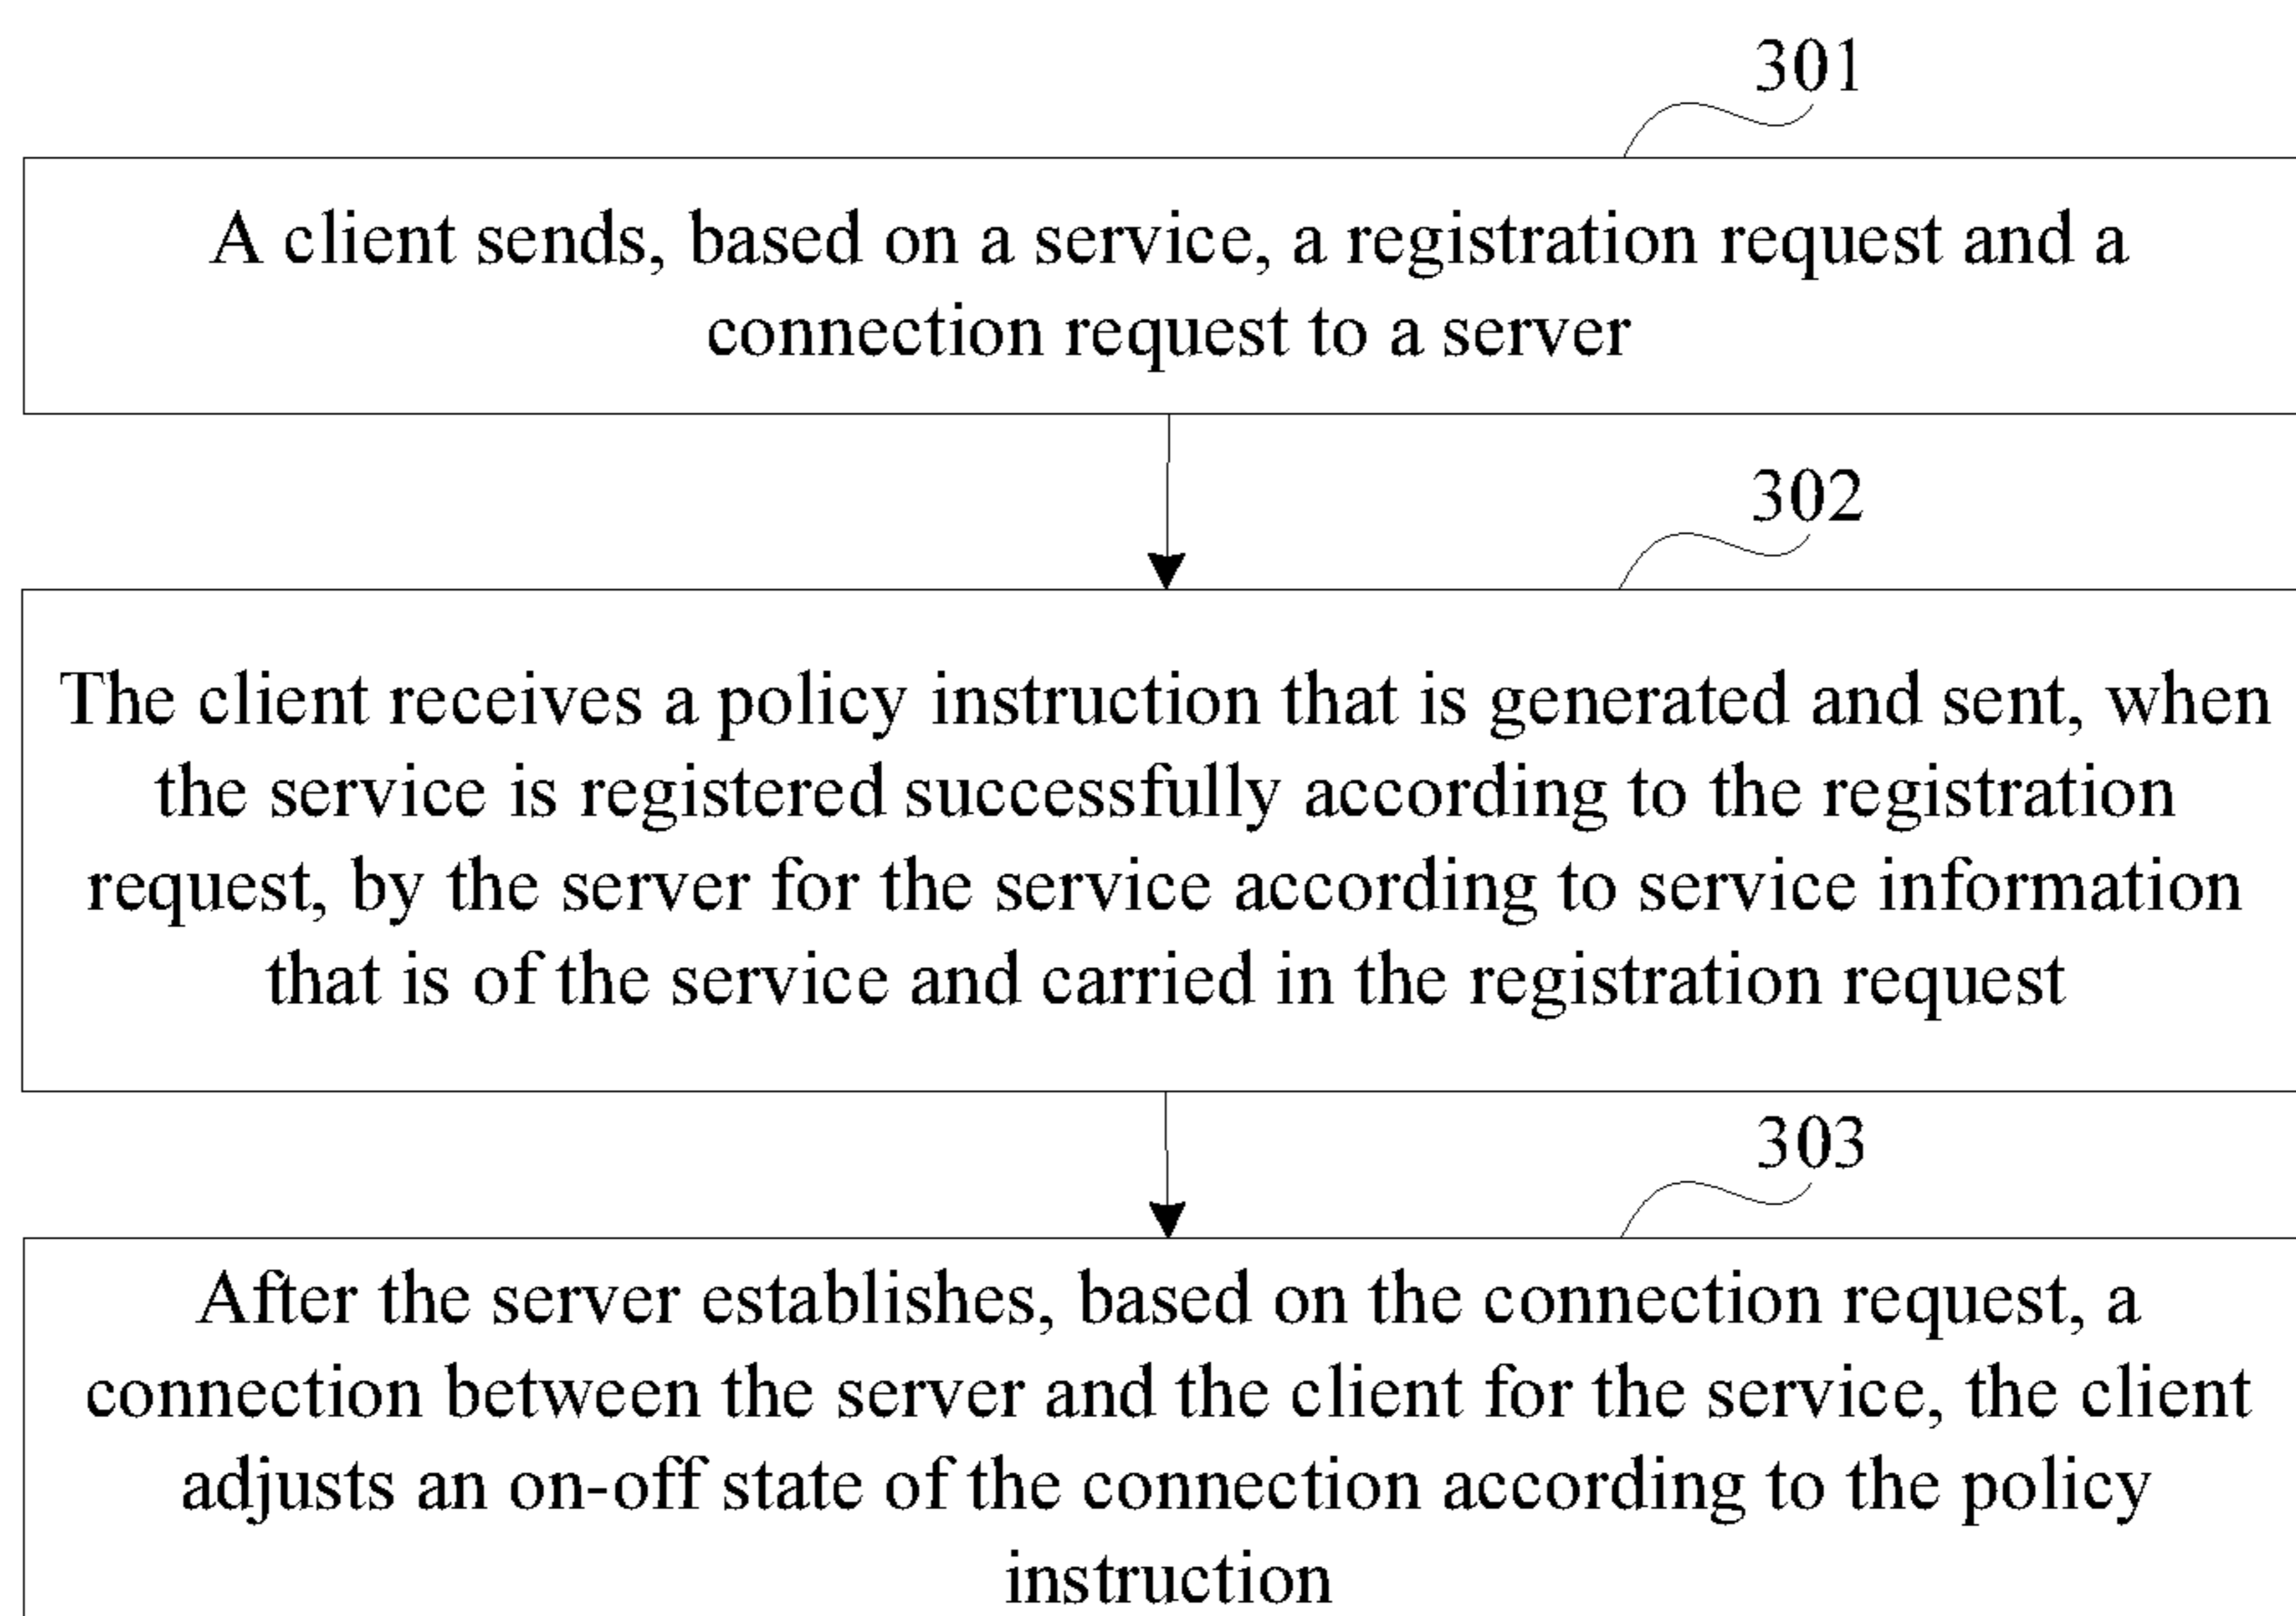 301
A client sends, based on a service, a registration request and a
connection request to a server
302
The client receives a policy instruction that is generated and sent, when
the service is registered successfully according to the registration
request, by the server for the service according to service information
that is of the service and carried in the registration request
303
After the server establishes, based on the connection request, a
connection between the server and the client for the service, the client
adjusts an on-off state of the connection according to the policy
instruction